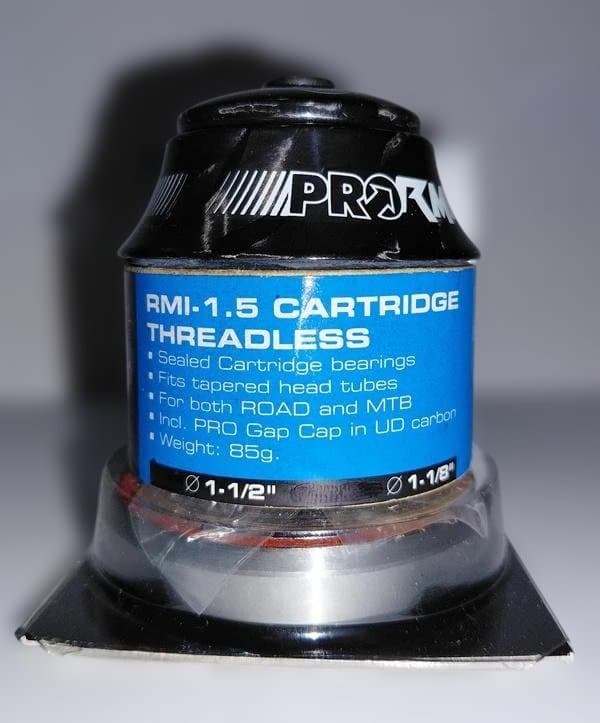 PRO RM
RMI-1.5 CARTRIDGE
THREADLESS
▪ Sealed Cartridge bearings
▪ Fits tapered head tubes
▪ For both ROAD and MTB
▪ Incl. PRO Gap Cap in UD carbon
▪ Weight: 85g.
Ø 1-1/2" Ø 1-1/8"